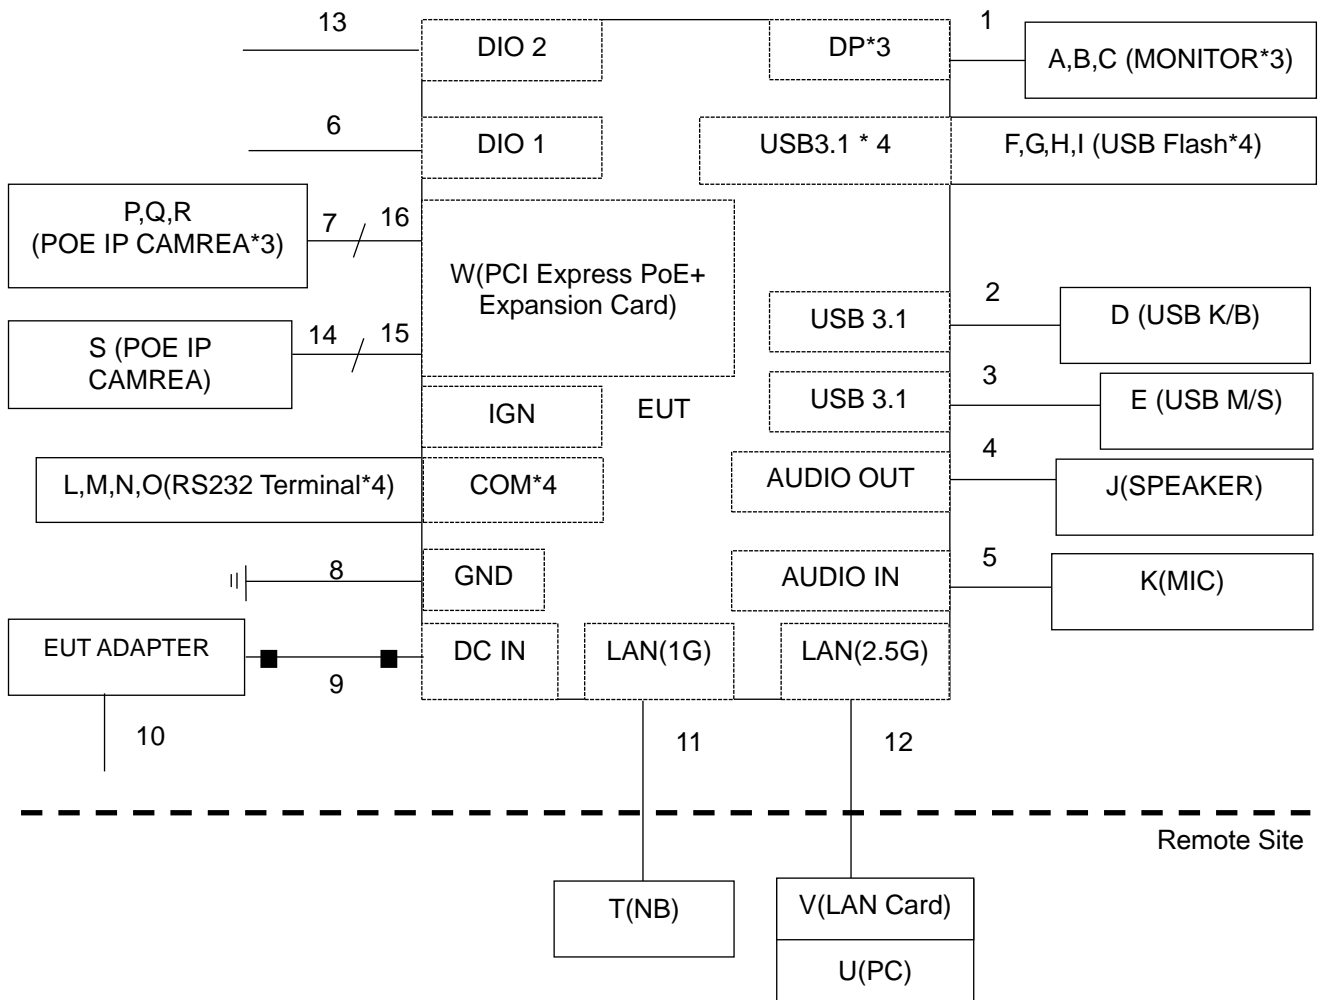 13
DIO 2
DP*3
1
A,B,C (MONITOR*3)
6
DIO 1
USB3.1 * 4
F,G,H,I (USB Flash*4)
P,Q,R
(POE IP CAMREA*3)
7
16
W(PCI Express PoE+
Expansion Card)
2
USB 3.1
D (USB K/B)
S (POE IP
CAMREA)
14
15
3
IGN
EUT
USB 3.1
E (USB M/S)
4
L,M,N,O(RS232 Terminal*4)
COM*4
AUDIO OUT
J(SPEAKER)
8
GND
AUDIO IN
5
K(MIC)
EUT ADAPTER
9
DC IN
LAN(1G)
LAN(2.5G)
10
11
12
Remote Site
T(NB)
V(LAN Card)
U(PC)